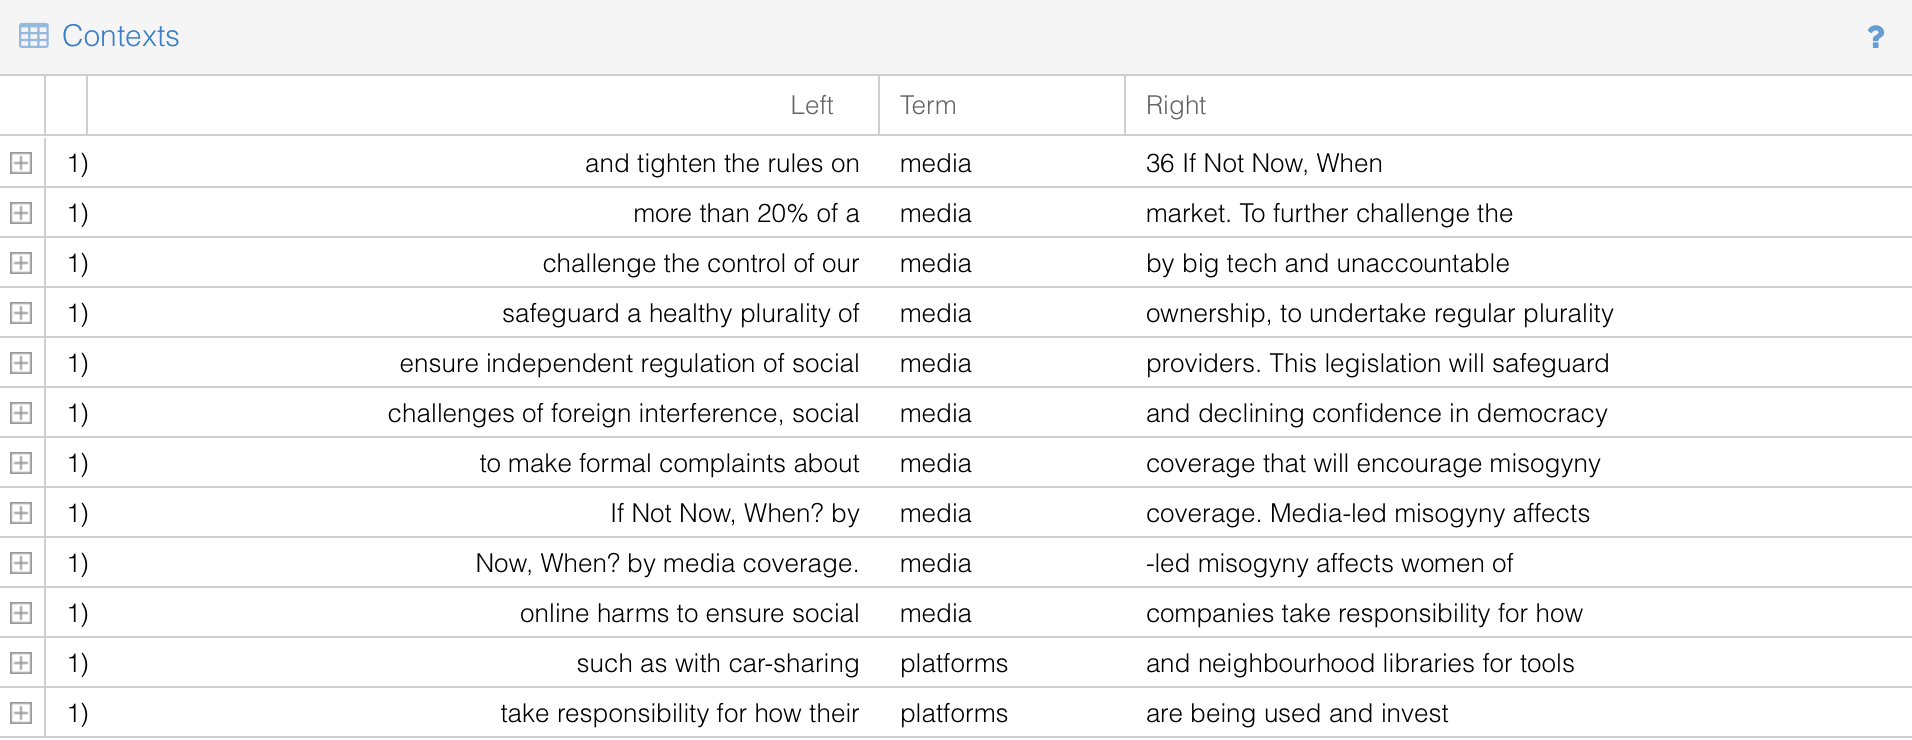 Contexts ?
Left Term Right
1) and tighten the rules on media 36 If Not Now, When
1) more than 20% of a media market. To further challenge the
1) challenge the control of our media by big tech and unaccountable
1) safeguard a healthy plurality of media ownership, to undertake regular plurality
1) ensure independent regulation of social media providers. This legislation will safeguard
1) challenges of foreign interference, social media and declining confidence in democracy
1) to make formal complaints about media coverage that will encourage misogyny
1) If Not Now, When? by media coverage. Media-led misogyny affects
1) Now, When? by media coverage. media -led misogyny affects women of
1) online harms to ensure social media companies take responsibility for how
1) such as with car-sharing platforms and neighbourhood libraries for tools
1) take responsibility for how their platforms are being used and invest